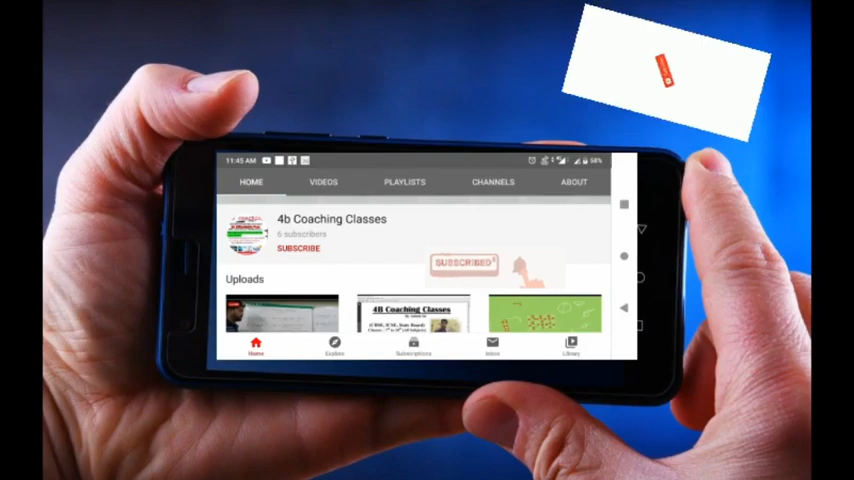 11:45 AM
58%
HOME VIDEOS PLAYLISTS CHANNELS ABOUT
4b Coaching Classes
6 subscribers
SUBSCRIBE
SUBSCRIBED
Uploads
4B Coaching Classes
Home Explore Subscriptions Inbox Library